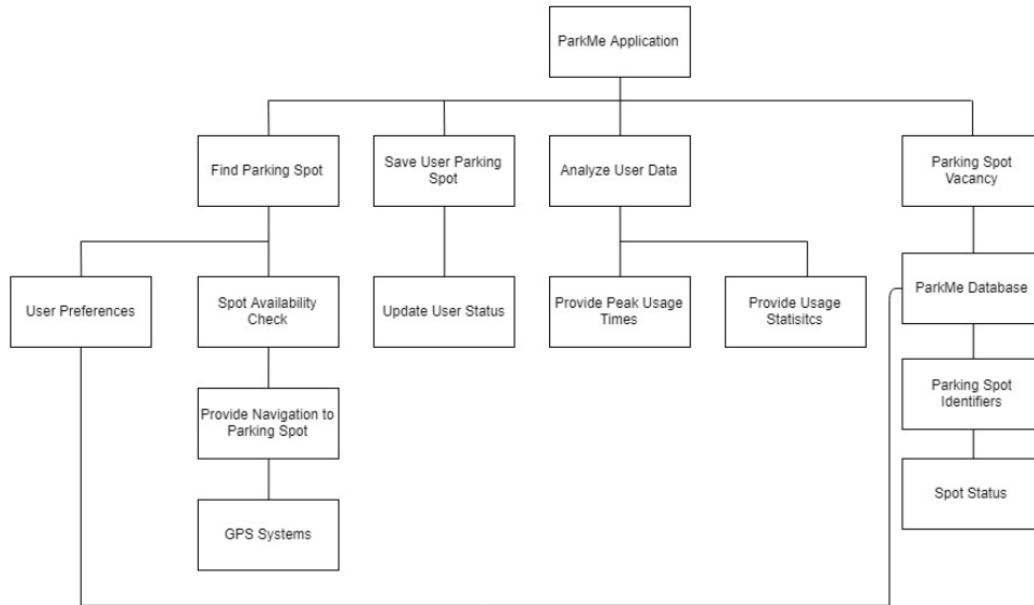 ParkMe Application
Find Parking Spot
Save User Parking
Spot
Analyze User Data
Parking Spot
Vacancy
User Preferences
Spot Availability
Check
Update User Status
Provide Peak Usage
Times
Provide Usage
Statisitcs
ParkMe Database
Provide Navigation to
Parking Spot
Parking Spot
Identifiers
GPS Systems
Spot Status